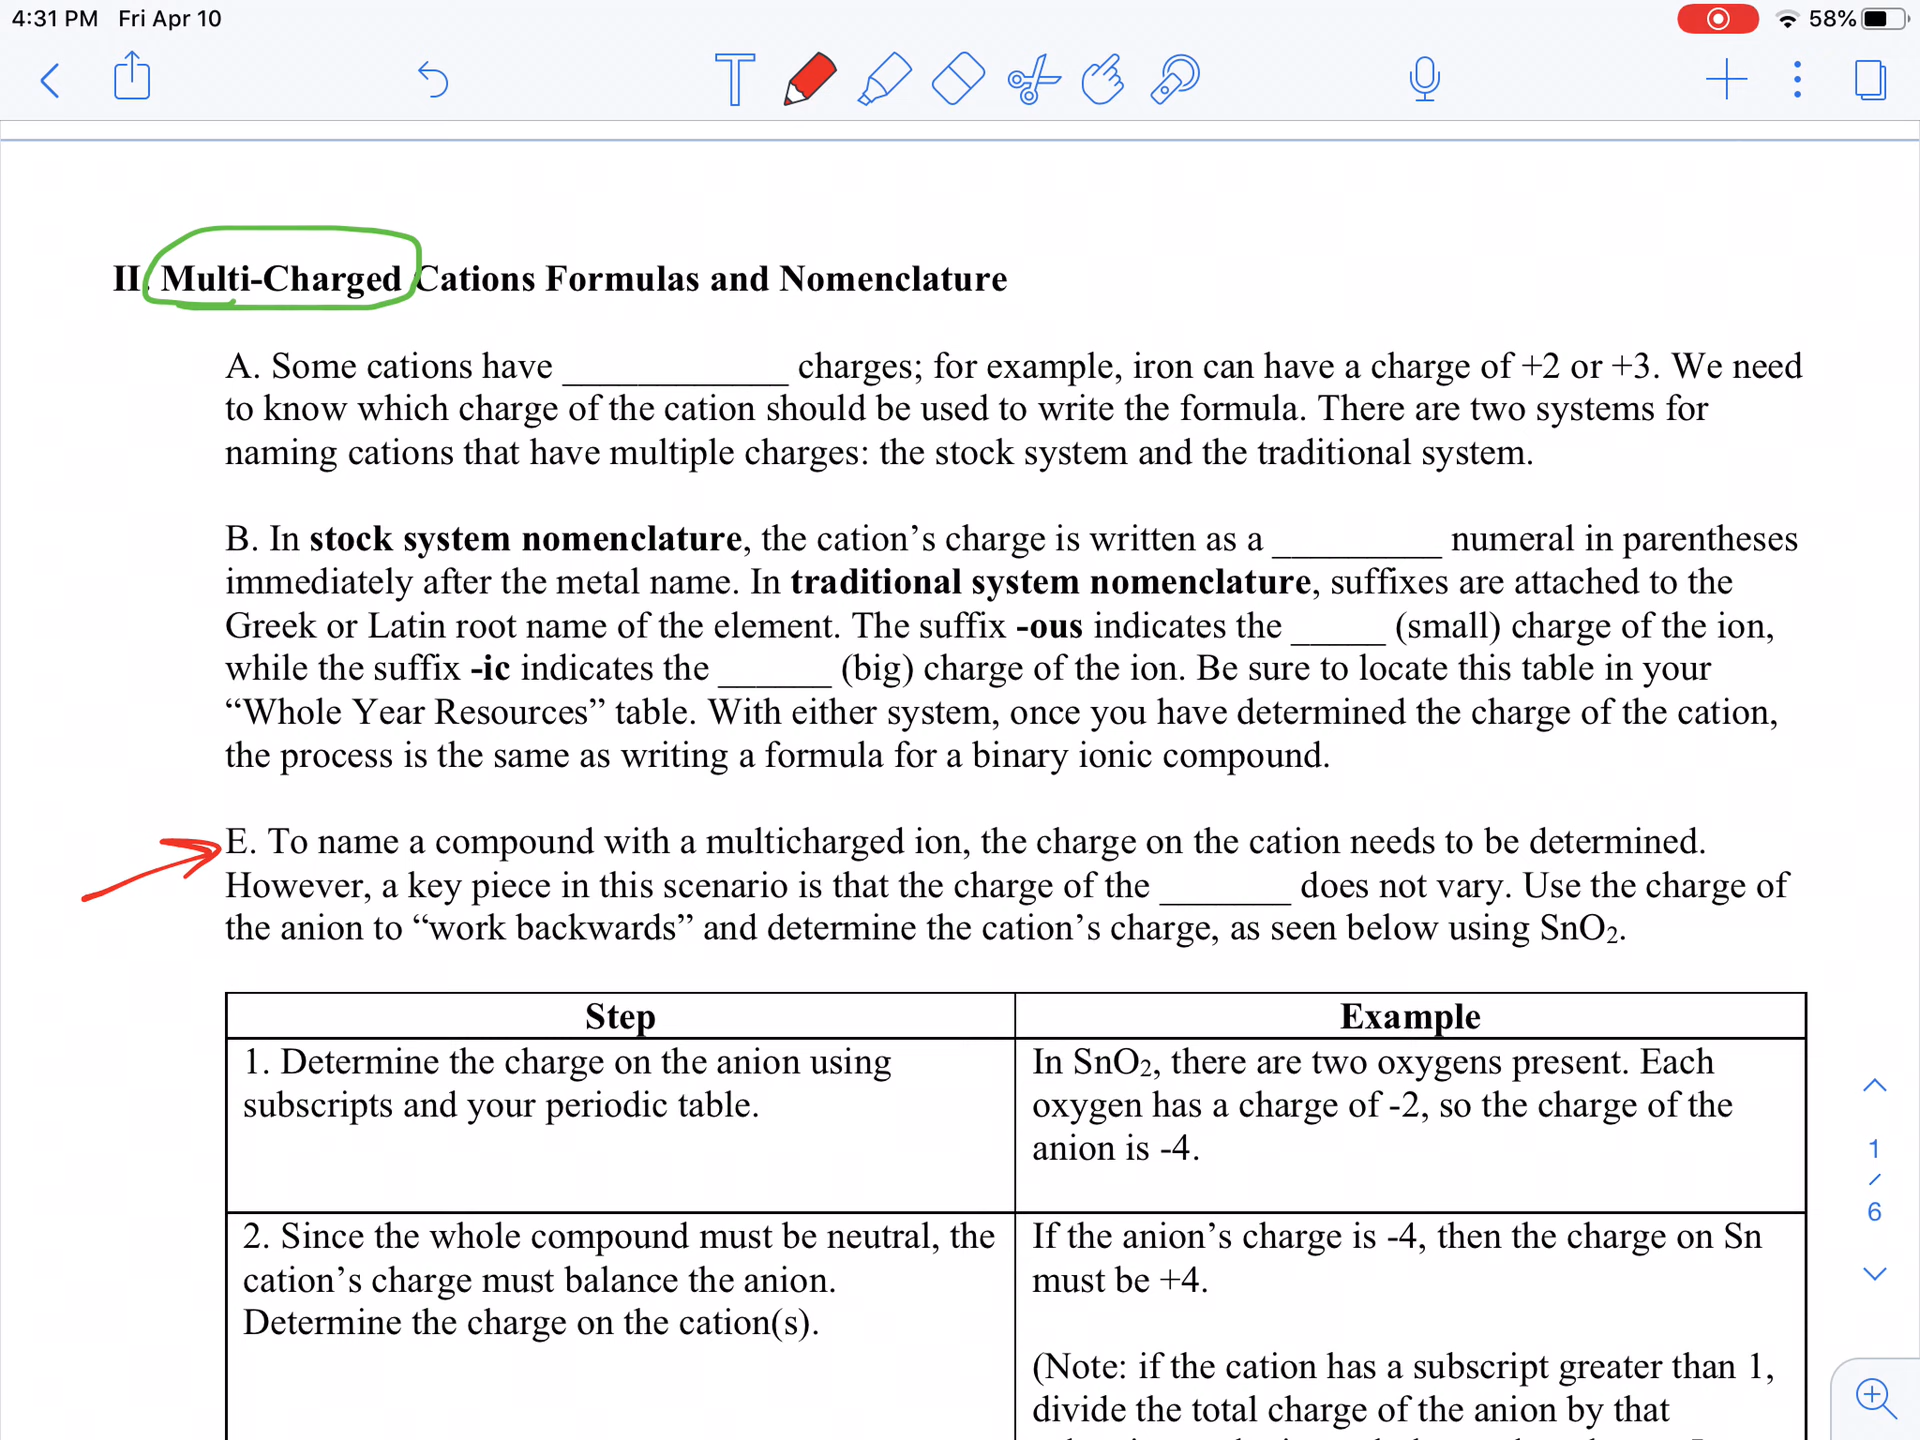 4:31 PM Fri Apr 10
58%
T
II. Multi-Charged Cations Formulas and Nomenclature
A. Some cations have ____________ charges; for example, iron can have a charge of +2 or +3. We need
to know which charge of the cation should be used to write the formula. There are two systems for
naming cations that have multiple charges: the stock system and the traditional system.
B. In stock system nomenclature, the cation’s charge is written as a _________ numeral in parentheses
immediately after the metal name. In traditional system nomenclature, suffixes are attached to the
Greek or Latin root name of the element. The suffix -ous indicates the _____ (small) charge of the ion,
while the suffix -ic indicates the ______ (big) charge of the ion. Be sure to locate this table in your
“Whole Year Resources” table. With either system, once you have determined the charge of the cation,
the process is the same as writing a formula for a binary ionic compound.
E. To name a compound with a multicharged ion, the charge on the cation needs to be determined.
However, a key piece in this scenario is that the charge of the _______ does not vary. Use the charge of
the anion to “work backwards” and determine the cation’s charge, as seen below using SnO₂.
Step
Example
1. Determine the charge on the anion using
subscripts and your periodic table.
In SnO₂, there are two oxygens present. Each
oxygen has a charge of -2, so the charge of the
anion is -4.
2. Since the whole compound must be neutral, the
cation’s charge must balance the anion.
Determine the charge on the cation(s).
If the anion’s charge is -4, then the charge on Sn
must be +4.
(Note: if the cation has a subscript greater than 1,
divide the total charge of the anion by that
1
/
6